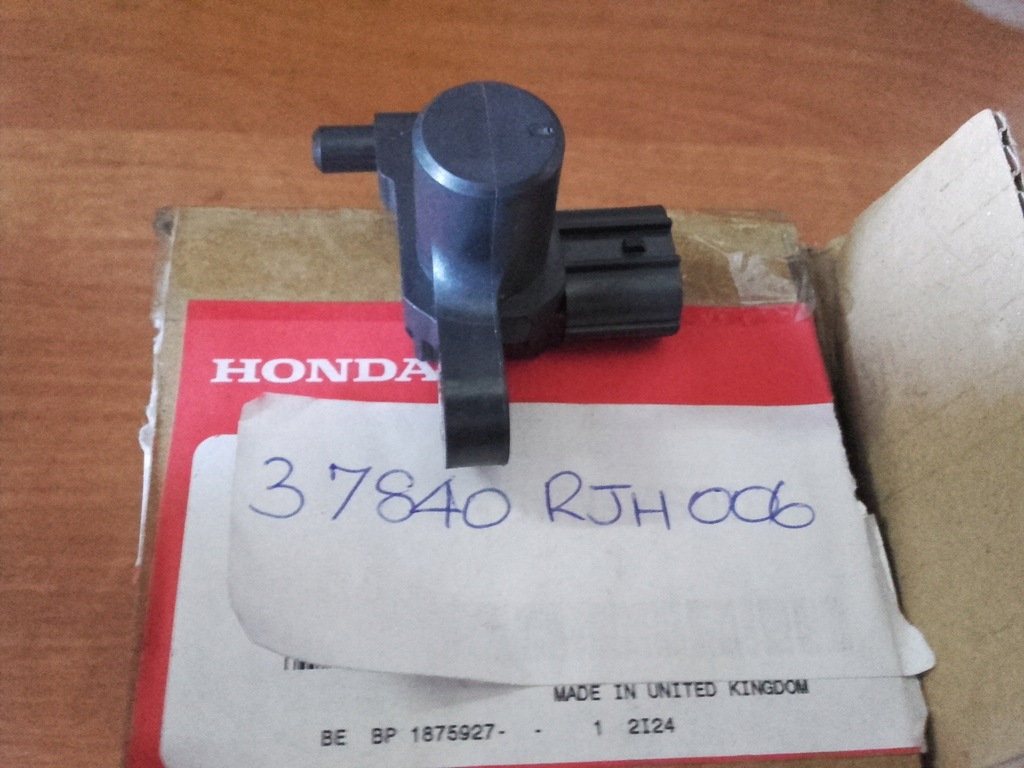 HONDA
37840 RJH 006
MADE IN UNITED KINGDOM
BE BP 1875927- - 1 2I24